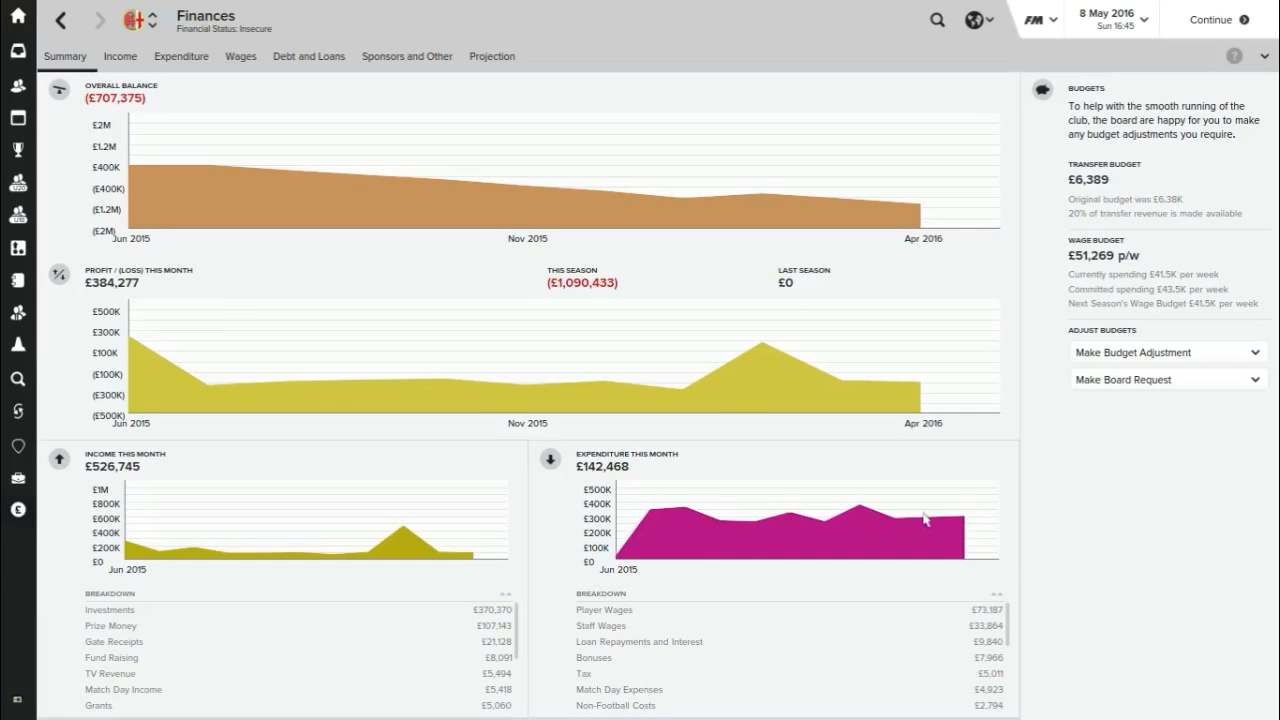 Finances
Financial Status: Insecure
FM
8 May 2016
Sun 16:45
Continue
Summary
Income
Expenditure
Wages
Debt and Loans
Sponsors and Other
Projection
?
OVERALL BALANCE
(£707,375)
£2M
£1.2M
£400K
(£400K)
(£1.2M)
(£2M)
Jun 2015
Nov 2015
Apr 2016
PROFIT / (LOSS) THIS MONTH
£384,277
THIS SEASON
(£1,090,433)
LAST SEASON
£0
£500K
£300K
£100K
(£100K)
(£300K)
(£500K)
Jun 2015
Nov 2015
Apr 2016
INCOME THIS MONTH
£526,745
£1M
£800K
£600K
£400K
£200K
£0
Jun 2015
BREAKDOWN
Investments £370,370
Prize Money £107,143
Gate Receipts £21,128
Fund Raising £8,091
TV Revenue £5,494
Match Day Income £5,418
Grants £5,060
EXPENDITURE THIS MONTH
£142,468
£500K
£400K
£300K
£200K
£100K
£0
Jun 2015
BREAKDOWN
Player Wages £73,187
Staff Wages £33,864
Loan Repayments and Interest £9,840
Bonuses £7,966
Tax £5,011
Match Day Expenses £4,923
Non-Football Costs £2,794
BUDGETS
To help with the smooth running of the
club, the board are happy for you to make
any budget adjustments you require.
TRANSFER BUDGET
£6,389
Original budget was £6.38K
20% of transfer revenue is made available
WAGE BUDGET
£51,269 p/w
Currently spending £41.5K per week
Committed spending £43.5K per week
Next Season's Wage Budget £41.5K per week
ADJUST BUDGETS
Make Budget Adjustment
Make Board Request